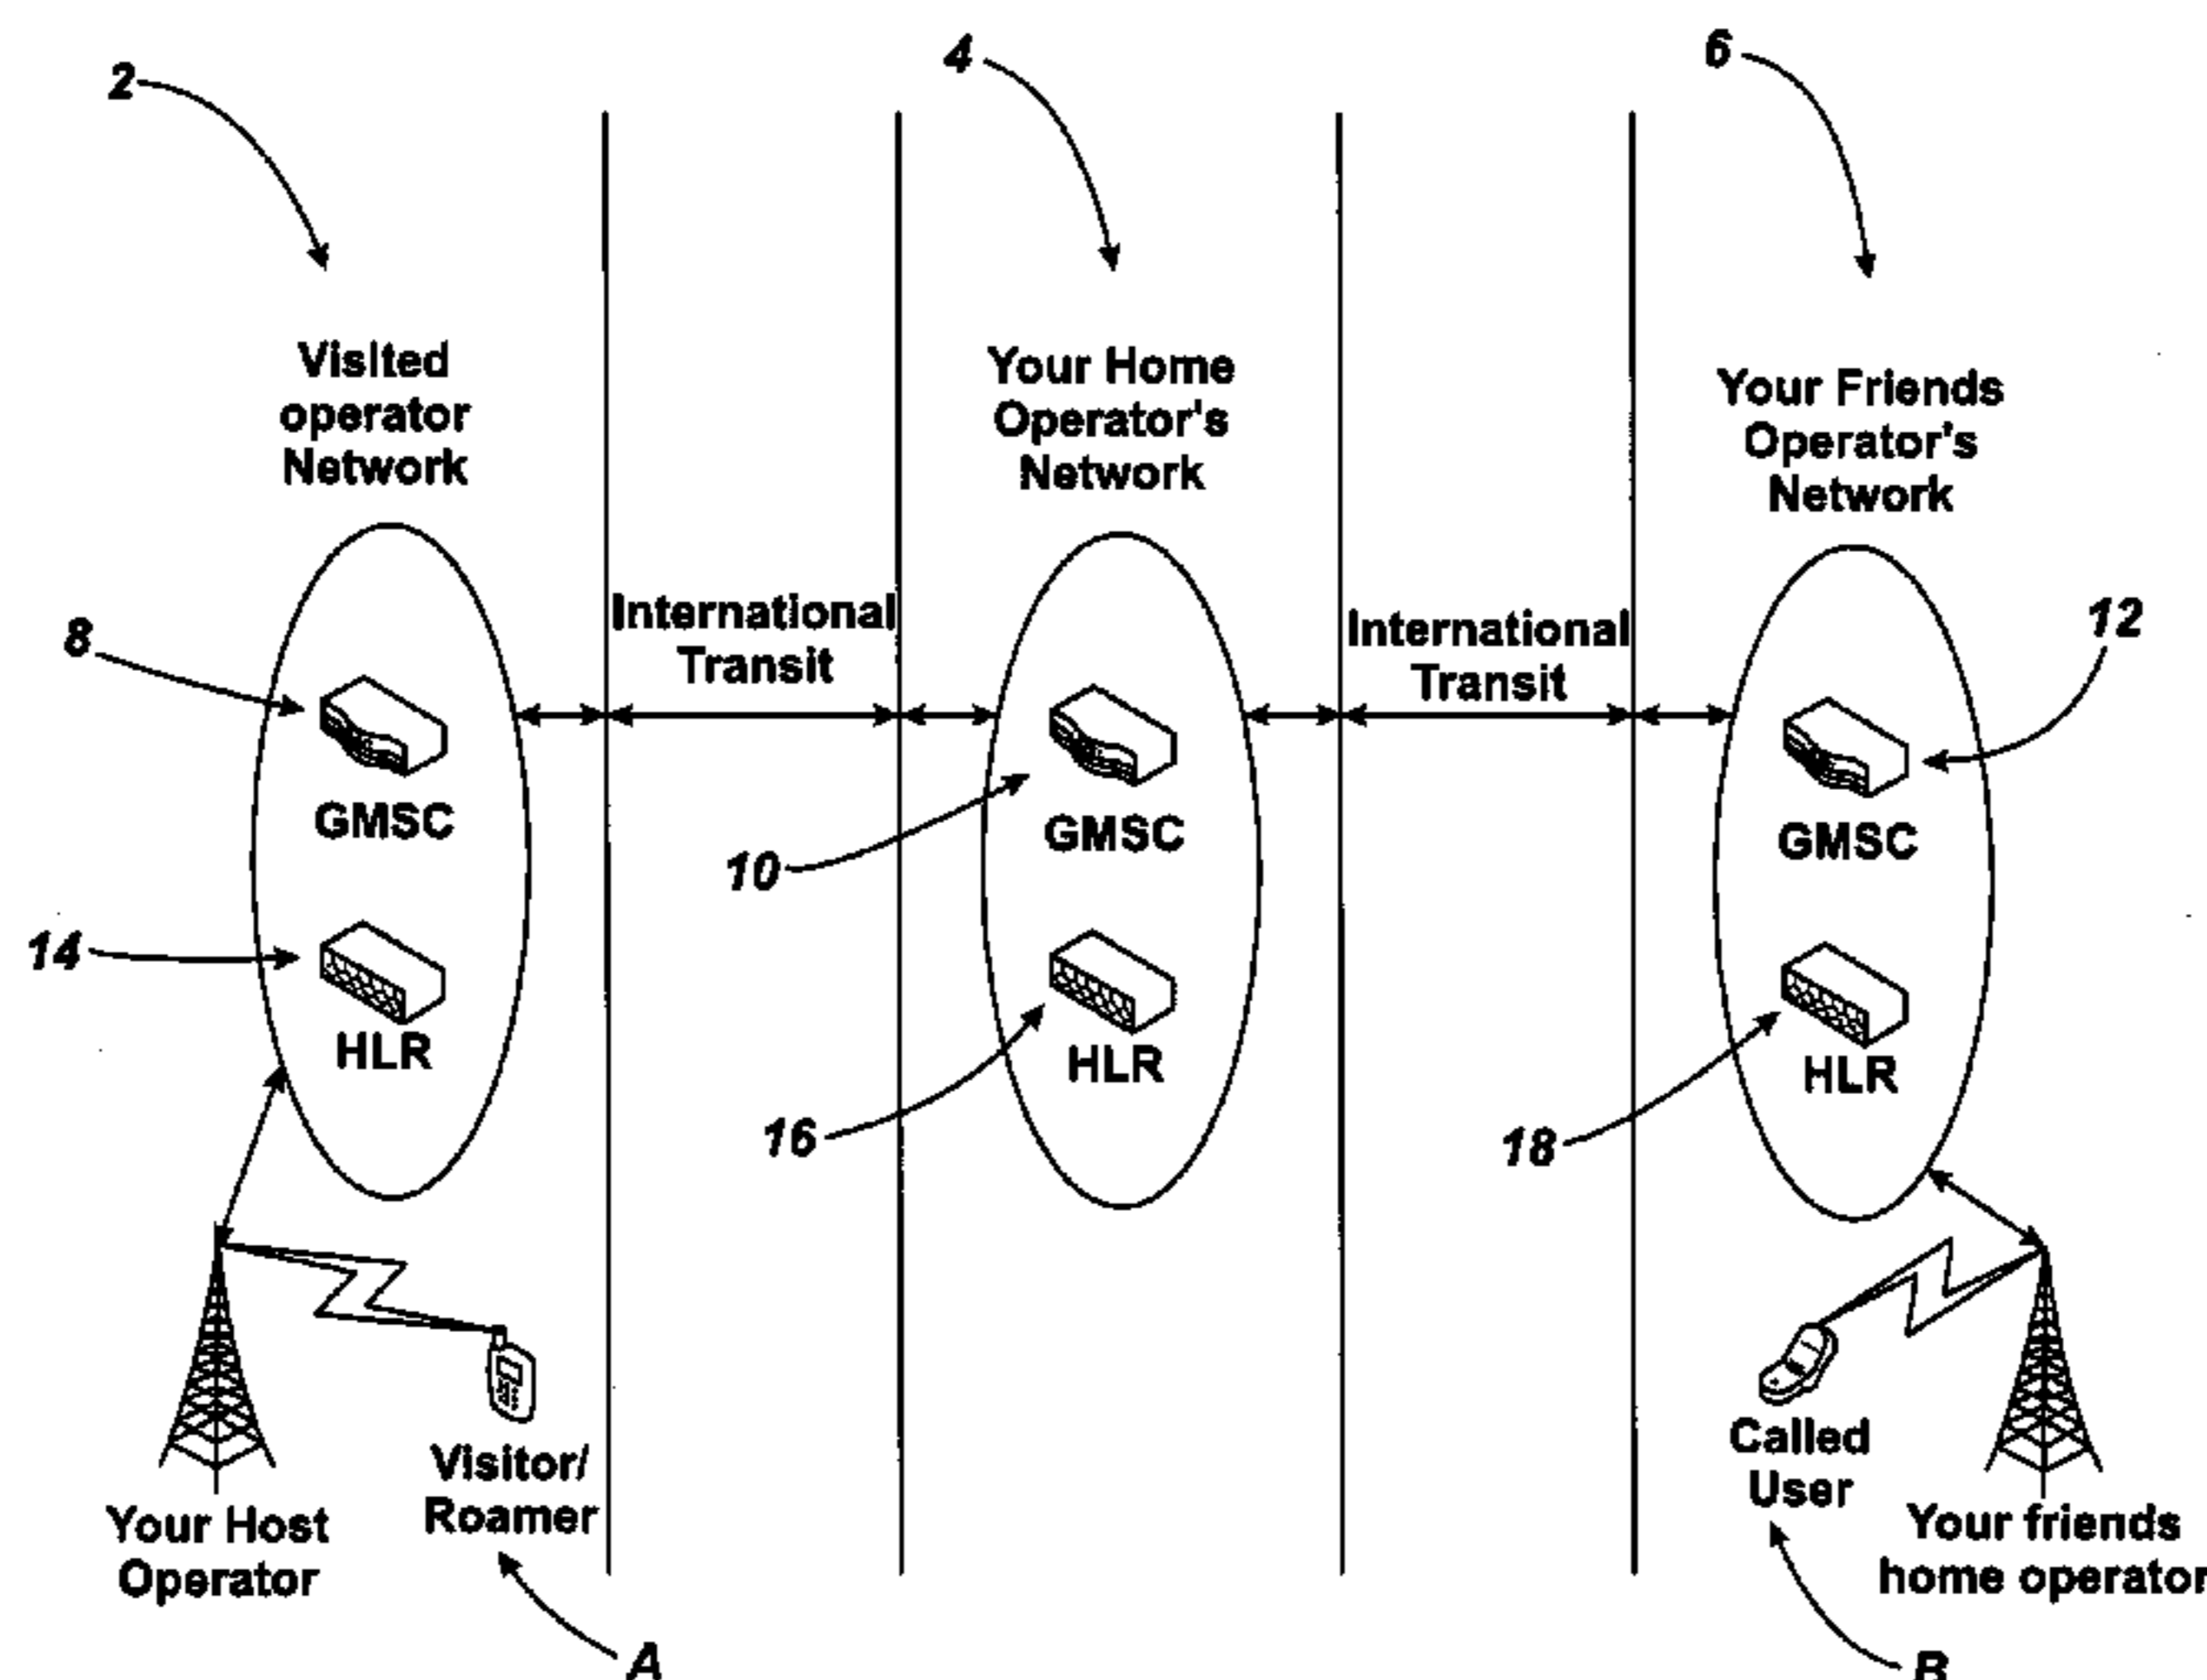 2
4
6
Visited
operator
Network
Your Home
Operator's
Network
Your Friends
Operator's
Network
International
Transit
International
Transit
8
12
GMSC
GMSC
GMSC
10
14
HLR
HLR
HLR
16
18
Your Host
Operator
Visitor/
Roamer
Called
User
Your friends
home operator
A
B